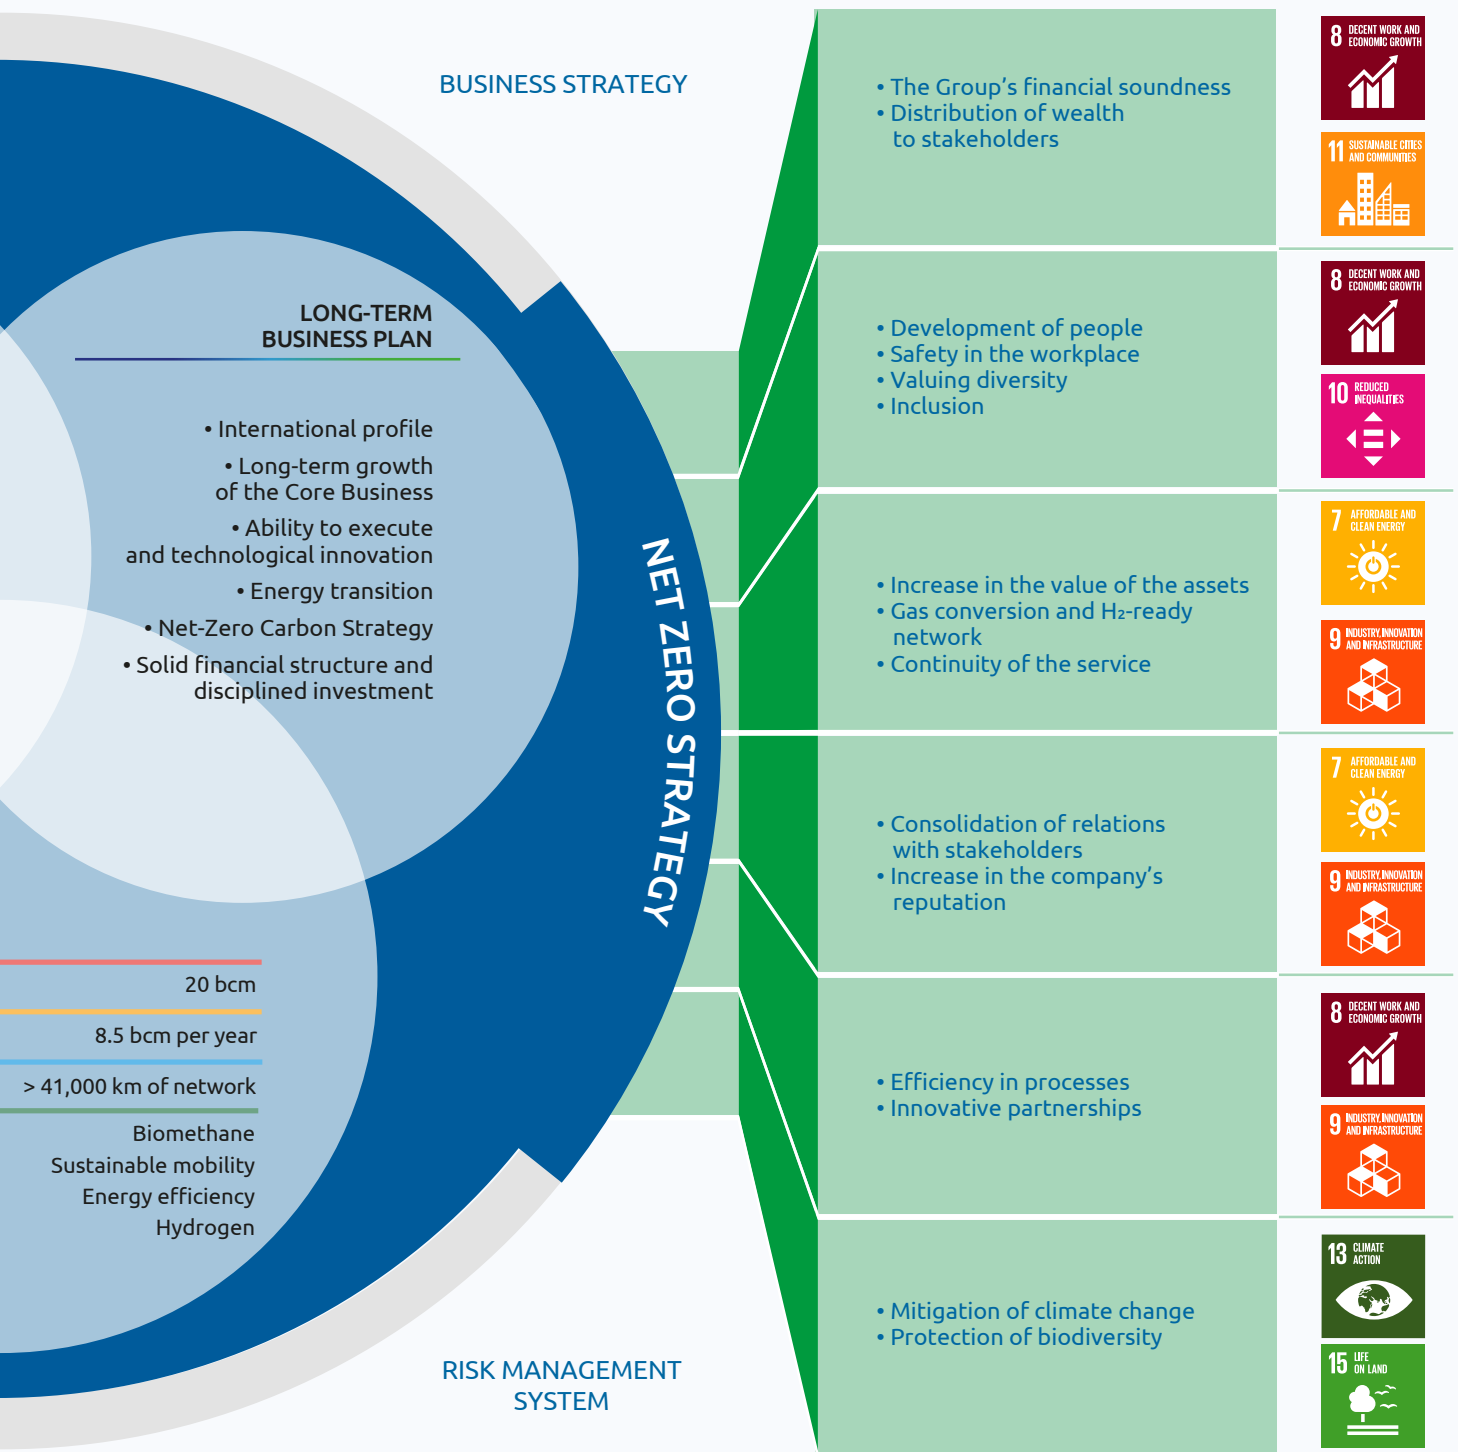 BUSINESS STRATEGY
LONG-TERM
BUSINESS PLAN
• International profile
• Long-term growth
of the Core Business
• Ability to execute
and technological innovation
• Energy transition
• Net-Zero Carbon Strategy
• Solid financial structure and
disciplined investment
20 bcm
8.5 bcm per year
> 41,000 km of network
Biomethane
Sustainable mobility
Energy efficiency
Hydrogen
NET ZERO STRATEGY
RISK MANAGEMENT
SYSTEM
• The Group's financial soundness
• Distribution of wealth
to stakeholders
8 DECENT WORK AND
ECONOMIC GROWTH
11 SUSTAINABLE CITIES
AND COMMUNITIES
• Development of people
• Safety in the workplace
• Valuing diversity
• Inclusion
8 DECENT WORK AND
ECONOMIC GROWTH
10 REDUCED
INEQUALITIES
• Increase in the value of the assets
• Gas conversion and H₂-ready
network
• Continuity of the service
7 AFFORDABLE AND
CLEAN ENERGY
9 INDUSTRY, INNOVATION
AND INFRASTRUCTURE
• Consolidation of relations
with stakeholders
• Increase in the company's
reputation
7 AFFORDABLE AND
CLEAN ENERGY
9 INDUSTRY, INNOVATION
AND INFRASTRUCTURE
• Efficiency in processes
• Innovative partnerships
8 DECENT WORK AND
ECONOMIC GROWTH
9 INDUSTRY, INNOVATION
AND INFRASTRUCTURE
• Mitigation of climate change
• Protection of biodiversity
13 CLIMATE
ACTION
15 LIFE
ON LAND